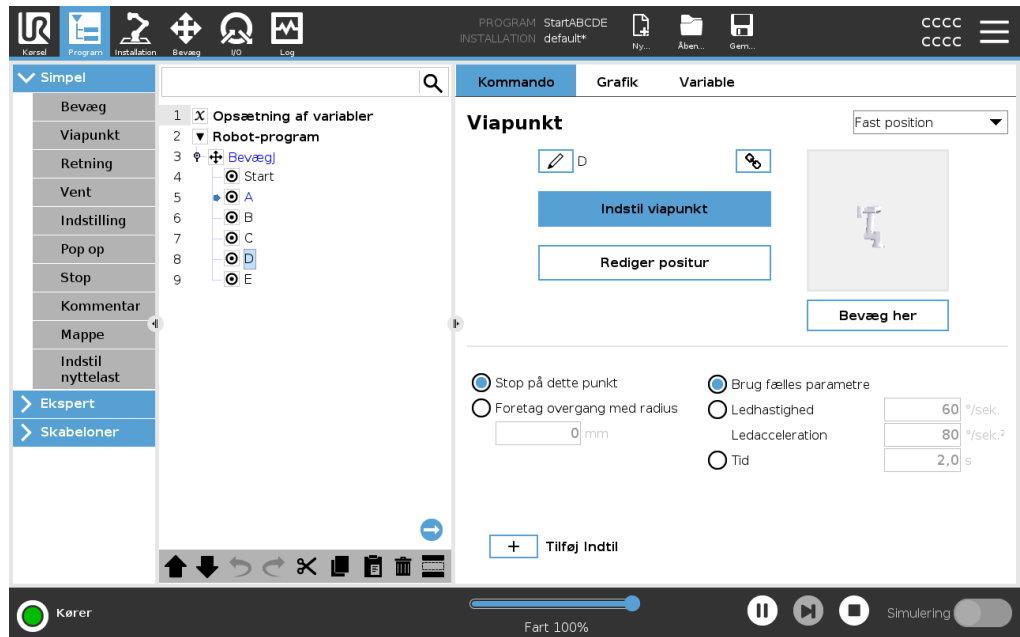 UR
PROGRAM StartABCDE
INSTALLATION default*
CCCC
CCCC
Kørsel Program Installation Bevæg I/O Log Ny... Åben... Gem...
Simpel
Bevæg
Viapunkt
Retning
Vent
Indstilling
Pop op
Stop
Kommentar
Mappe
Indstil
nyttelast
Ekspert
Skabeloner
1 X Opsætning af variabler
2 Robot-program
3 BevægJ
4 Start
5 A
6 B
7 C
8 D
9 E
Kommando Grafik Variable
Viapunkt
Fast position
D
Indstil viapunkt
Rediger positur
Bevæg her
Stop på dette punkt
Foretag overgang med radius
0 mm
Brug fælles parametre
Ledhastighed 60 °/sek.
Ledacceleration 80 °/sek.²
Tid 2,0 s
+ Tilføj Indtil
Kører
Fart 100%
Simulering